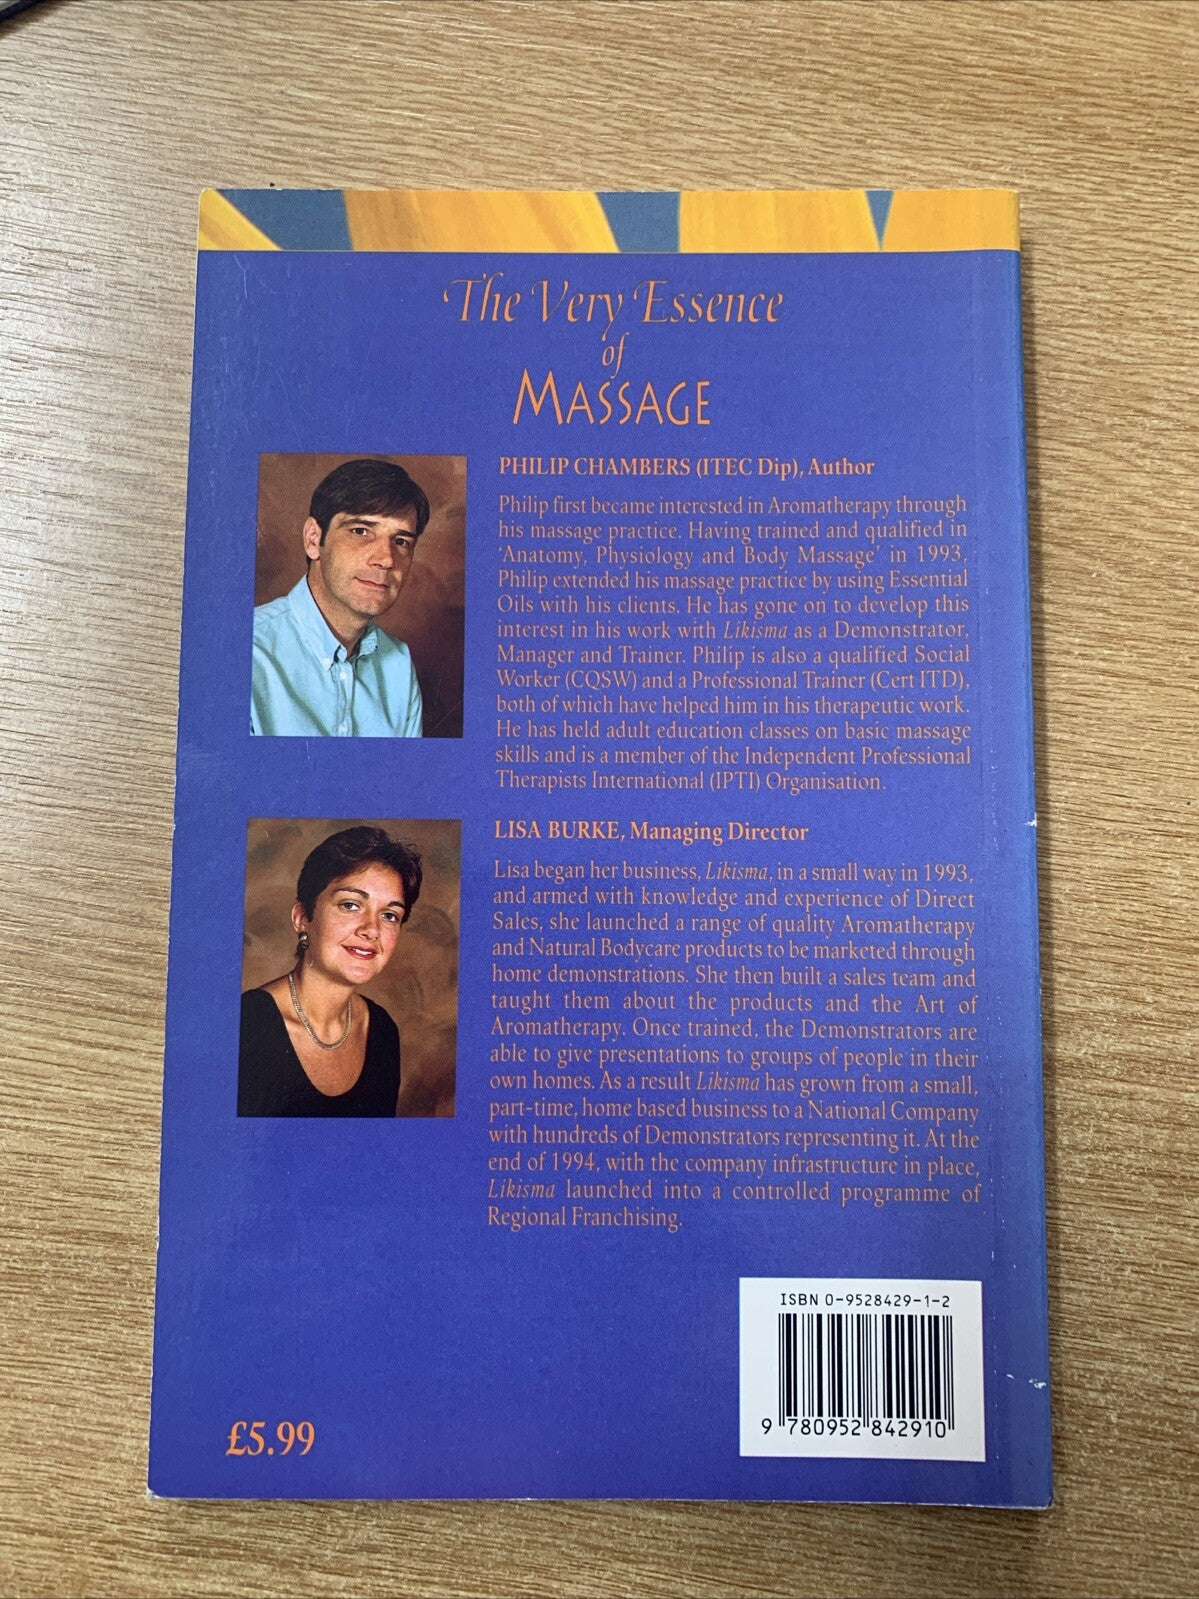 The Very Essence
of
MASSAGE
PHILIP CHAMBERS (ITEC Dip), Author
Philip first became interested in Aromatherapy through
his massage practice. Having trained and qualified in
'Anatomy, Physiology and Body Massage' in 1993,
Philip extended his massage practice by using Essential
Oils with his clients. He has gone on to develop this
interest in his work with Likisma as a Demonstrator,
Manager and Trainer. Philip is also a qualified Social
Worker (CQSW) and a Professional Trainer (Cert ITD),
both of which have helped him in his therapeutic work.
He has held adult education classes on basic massage
skills and is a member of the Independent Professional
Therapists International (IPTI) Organisation.
LISA BURKE, Managing Director
Lisa began her business, Likisma, in a small way in 1993,
and armed with knowledge and experience of Direct
Sales, she launched a range of quality Aromatherapy
and Natural Bodycare products to be marketed through
home demonstrations. She then built a sales team and
taught them about the products and the Art of
Aromatherapy. Once trained, the Demonstrators are
able to give presentations to groups of people in their
own homes. As a result Likisma has grown from a small,
part-time, home based business to a National Company
with hundreds of Demonstrators representing it. At the
end of 1994, with the company infrastructure in place,
Likisma launched into a controlled programme of
Regional Franchising.
ISBN 0-9528429-1-2
9 780952 842910
£5.99